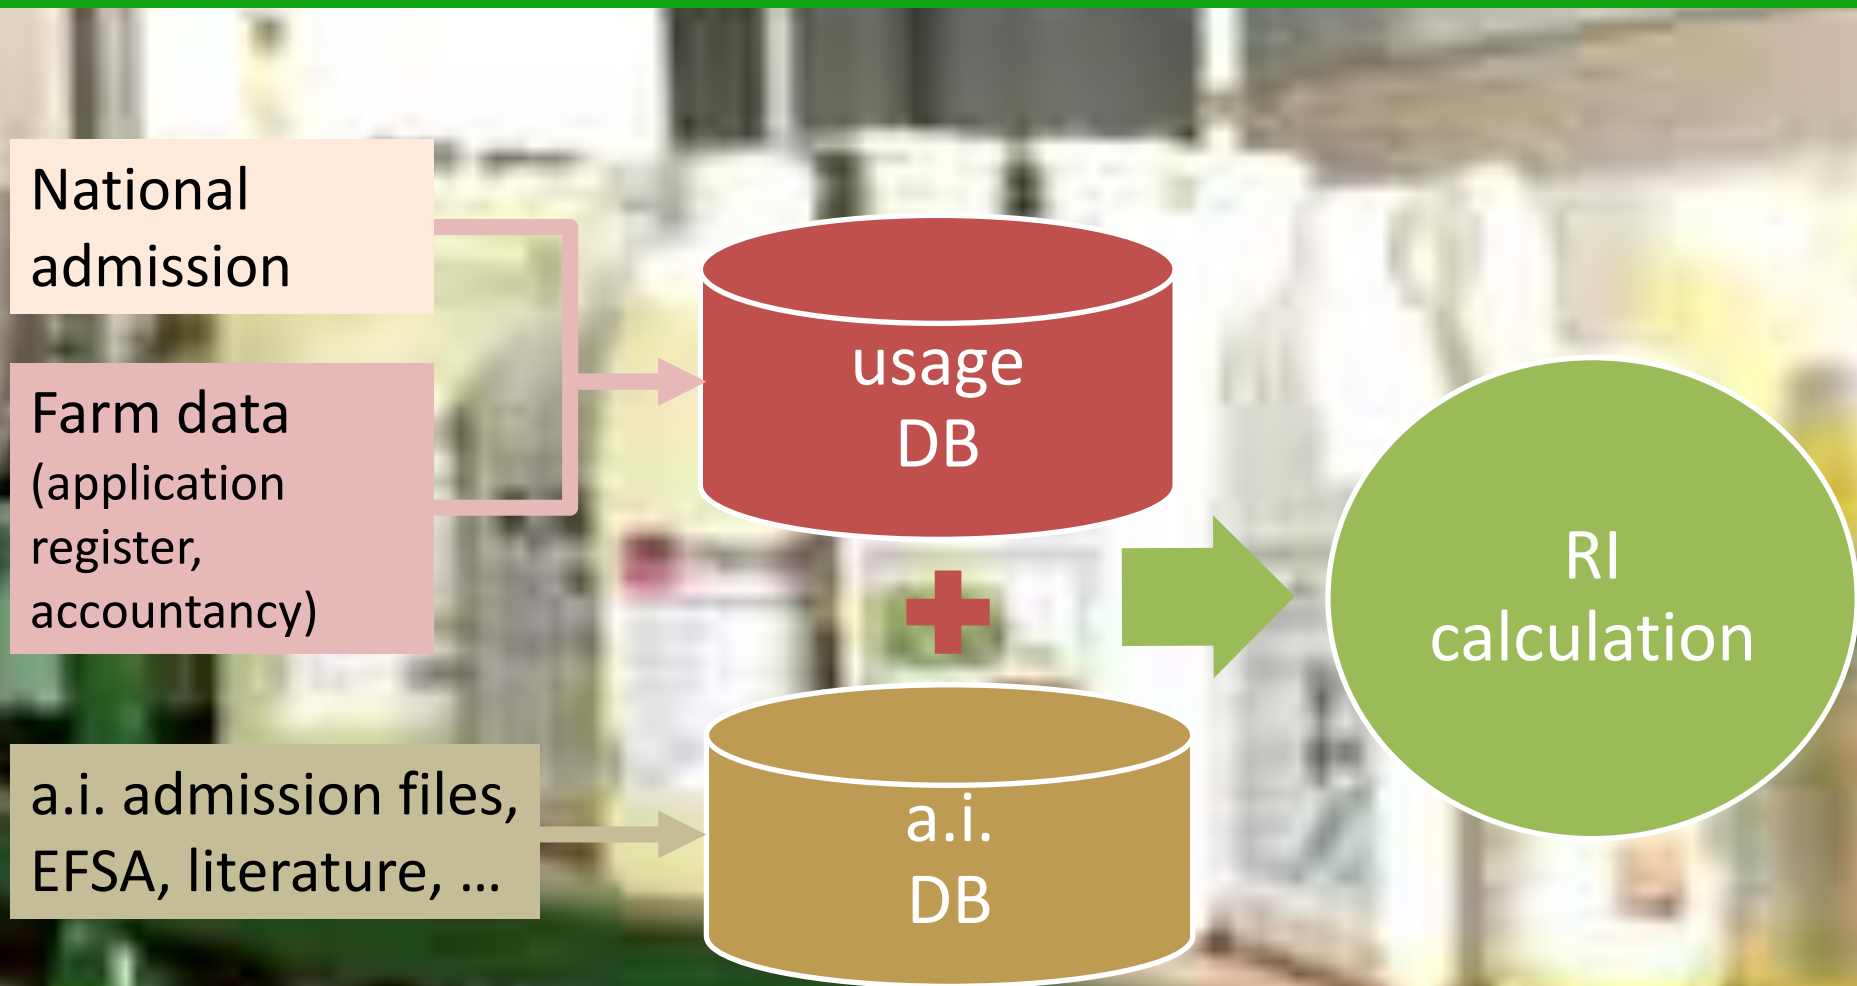 National
admission
Farm data
(application
register,
accountancy)
a.i. admission files,
EFSA, literature, …
usage
DB
a.i.
DB
RI
calculation